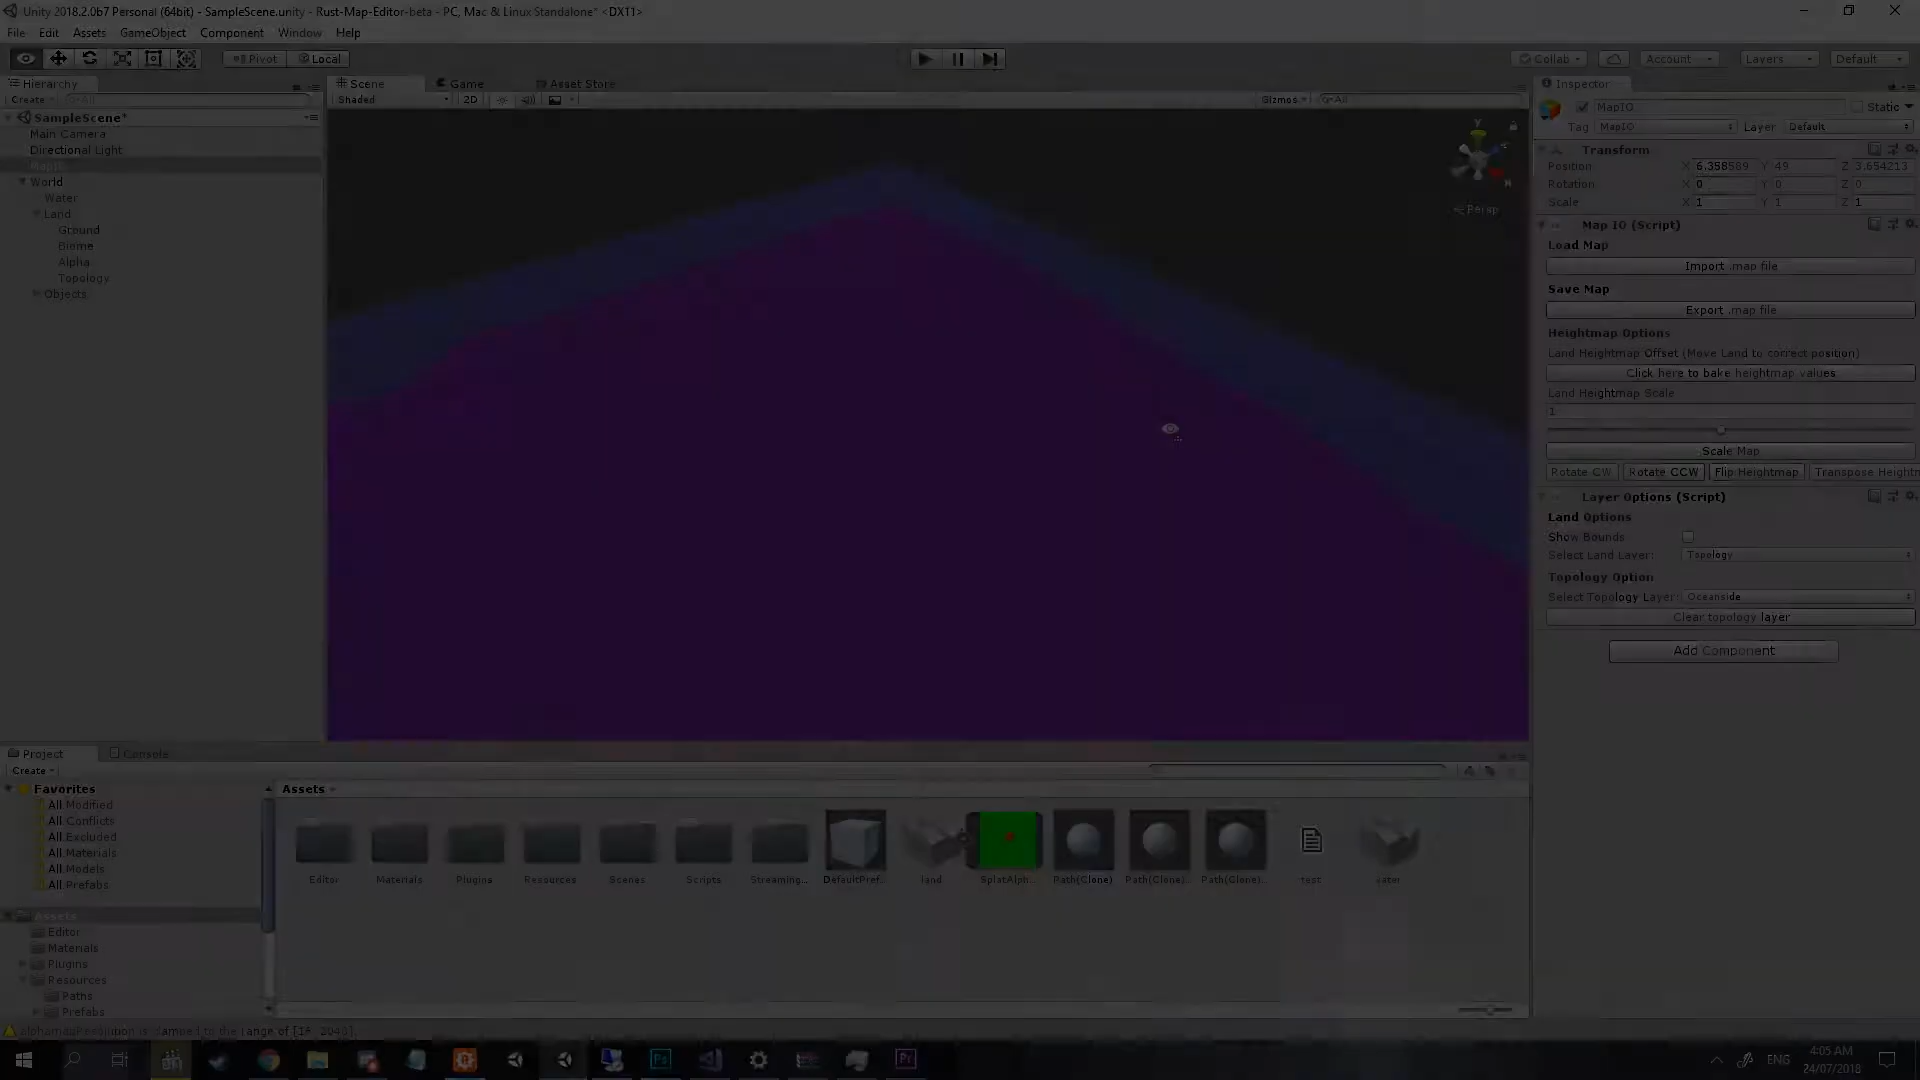 Unity 2018.2.0b7 Personal (64bit) - SampleScene.unity - Rust-Map-Editor-beta - PC, Mac & Linux Standalone* <DX11>
File Edit Assets GameObject Component Window Help
Pivot Local Collab Account Layers Default
Hierarchy Scene Game Asset Store Inspector
Create All Shaded 2D Gizmos All
MapIO Static
Tag MapIO Layer Default
SampleScene*
Main Camera
Directional Light
MapIO
World
Water
Land
Ground
Biome
Alpha
Topology
Objects
y
Persp
Transform
Position X 6.358589 Y 49 Z 3.654213
Rotation X 0 Y 0 Z 0
Scale X 1 Y 1 Z 1
Map IO (Script)
Load Map
Import .map file
Save Map
Export .map file
Heightmap Options
Land Heightmap Offset (Move Land to correct position)
Click here to bake heightmap values
Land Heightmap Scale
1
Scale Map
Rotate CW Rotate CCW Flip Heightmap Transpose Heightm
Layer Options (Script)
Land Options
Show Bounds
Select Land Layer: Topology
Topology Option
Select Topology Layer: Oceanside
Clear topology layer
Add Component
Project Console
Create
Favorites
All Modified
All Conflicts
All Excluded
All Materials
All Models
All Prefabs
Assets
Editor
Materials
Plugins
Resources
Paths
Prefabs
Assets
Editor Materials Plugins Resources Scenes Scripts Streaming... DefaultPref... land SplatAlph... Path(Clone) Path(Clone)... Path(Clone)... test water
ENG
4:05 AM
24/07/2018